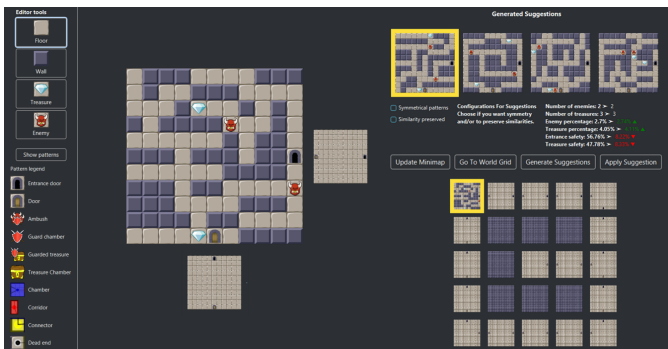 Editor tools
Floor
Wall
Treasure
Enemy
Show patterns
Pattern legend
Entrance door
Door
Ambush
Guard chamber
Guarded treasure
Treasure Chamber
Chamber
Corridor
Connector
Dead end
Generated Suggestions
Symmetrical patterns
Similarity preserved
Configurations For Suggestions
Choose if you want symmetry
and/or to preserve similarities.
Number of enemies: 2 ➤ 2
Number of treasures: 3 ➤ 3
Enemy percentage: 2.7% ➤
Treasure percentage: 4.05% ➤
Entrance safety: 56.76% ➤
Treasure safety: 47.78% ➤
Update Minimap
Go To World Grid
Generate Suggestions
Apply Suggestion